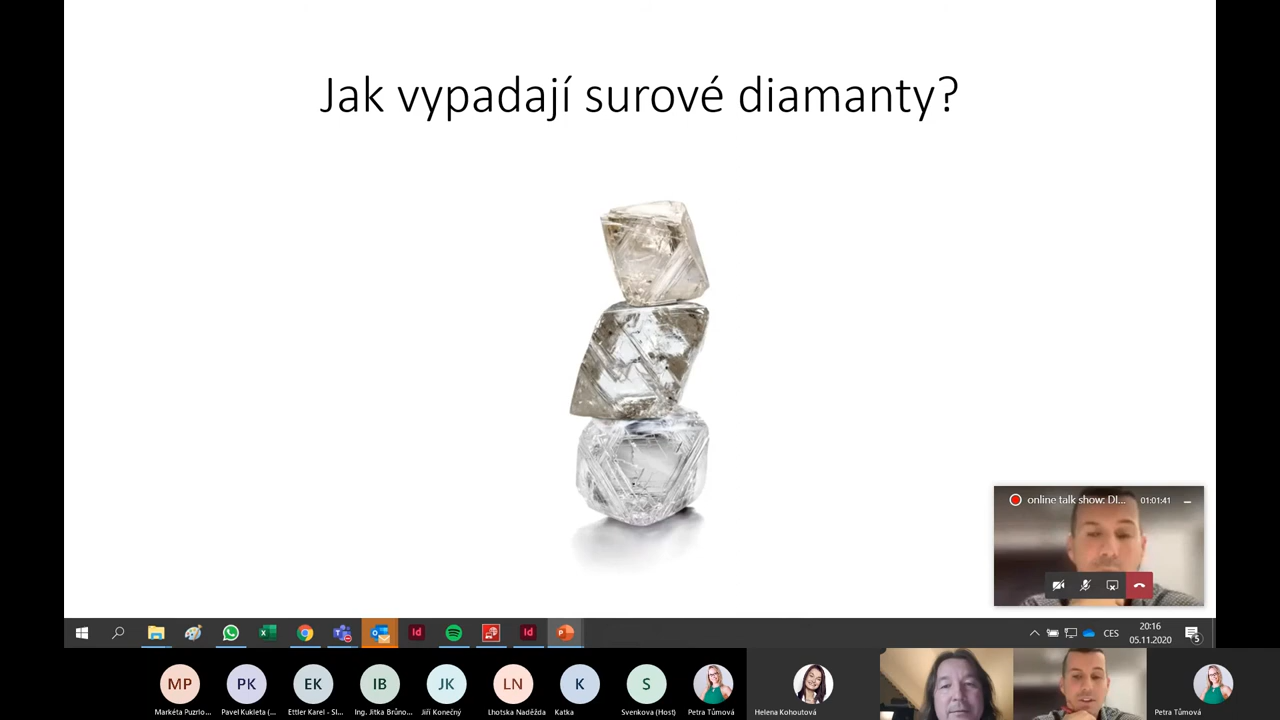 Jak vypadají surové diamanty?
online talk show: DI...
01:01:41
CES
20:16
05.11.2020
5
MP
PK
EK
IB
JK
LN
K
S
Markéta Puzrlo...
Pavel Kukleta (...
Ettler Karel - Sl...
Ing. Jitka Brůno...
Jiří Konečný
Lhotska Naděžda
Katka
Svenkova (Host)
Petra Tůmová
Helena Kohoutová
Petra Tůmová